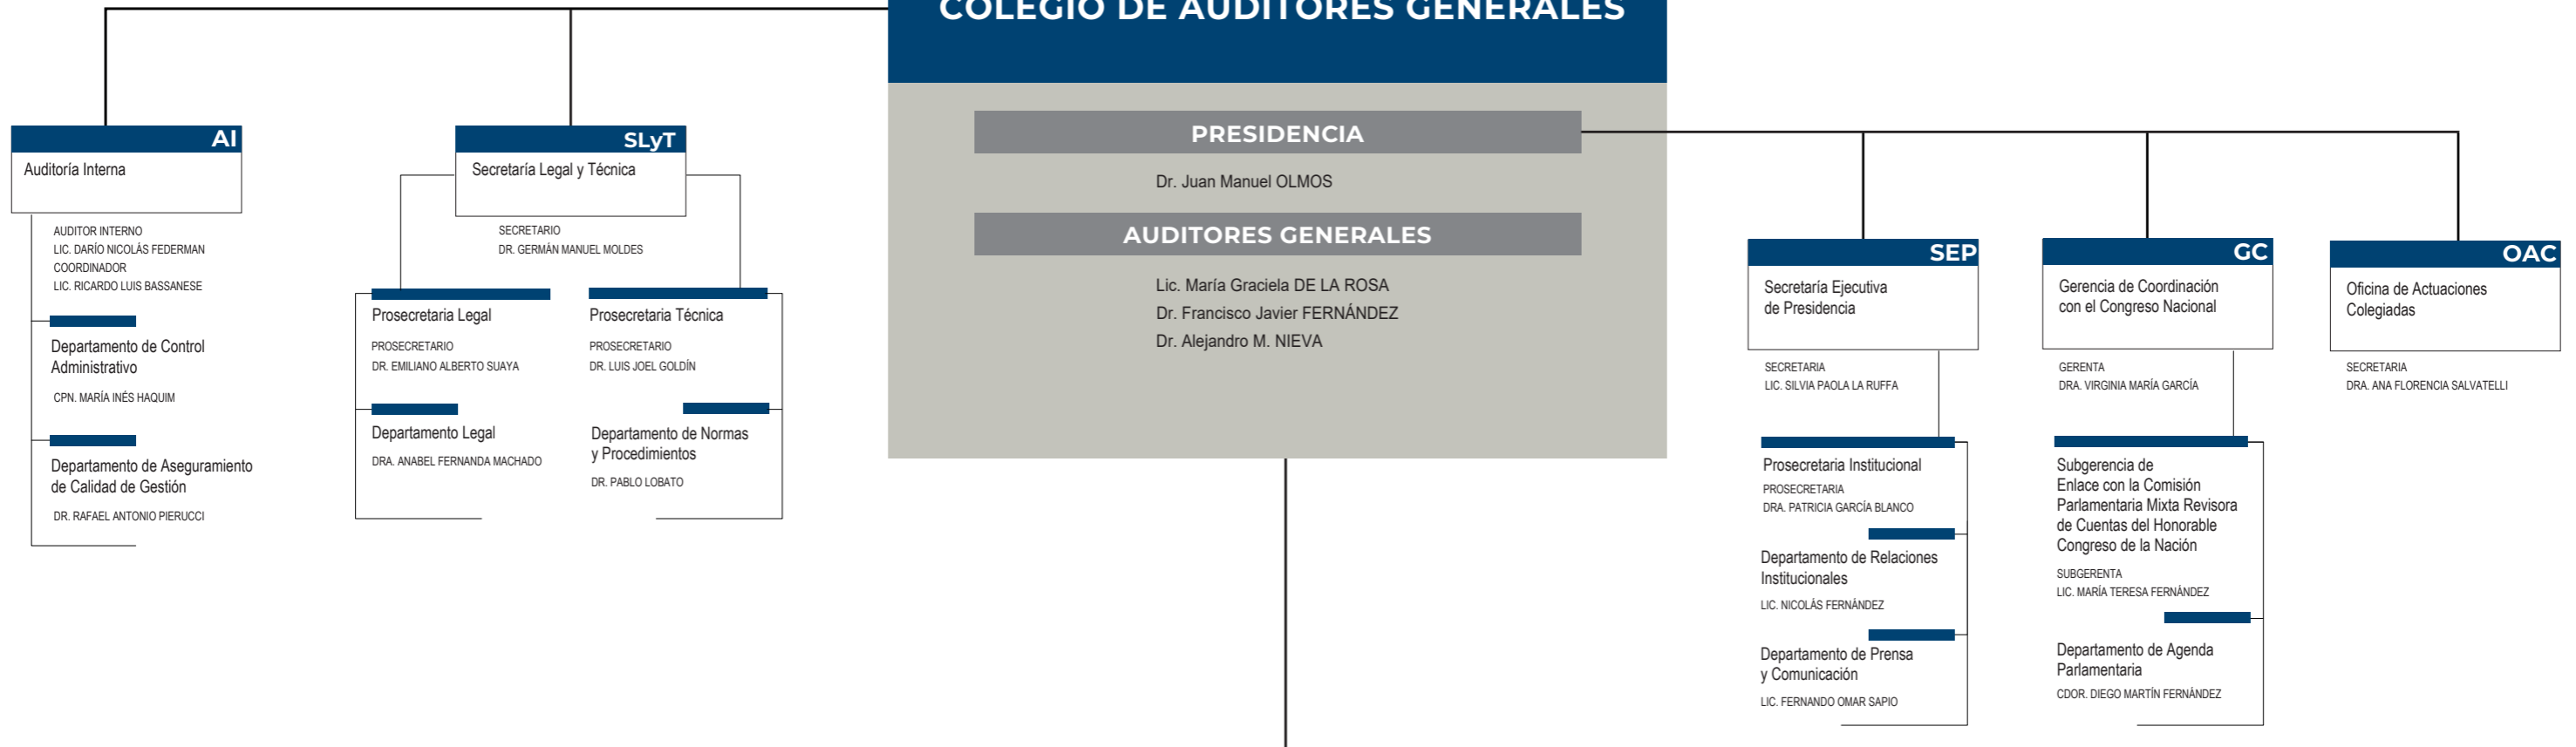 COLEGIO DE AUDITORES GENERALES
PRESIDENCIA
Dr. Juan Manuel OLMOS
AUDITORES GENERALES
Lic. María Graciela DE LA ROSA
Dr. Francisco Javier FERNÁNDEZ
Dr. Alejandro M. NIEVA
AI
Auditoría Interna
AUDITOR INTERNO
LIC. DARÍO NICOLÁS FEDERMAN
COORDINADOR
LIC. RICARDO LUIS BASSANESE
Departamento de Control
Administrativo
CPN. MARÍA INÉS HAQUIM
Departamento de Aseguramiento
de Calidad de Gestión
DR. RAFAEL ANTONIO PIERUCCI
SLyT
Secretaría Legal y Técnica
SECRETARIO
DR. GERMÁN MANUEL MOLDES
Prosecretaria Legal
PROSECRETARIO
DR. EMILIANO ALBERTO SUAYA
Departamento Legal
DRA. ANABEL FERNANDA MACHADO
Prosecretaria Técnica
PROSECRETARIO
DR. LUIS JOEL GOLDÍN
Departamento de Normas
y Procedimientos
DR. PABLO LOBATO
SEP
Secretaría Ejecutiva
de Presidencia
SECRETARIA
LIC. SILVIA PAOLA LA RUFFA
Prosecretaria Institucional
PROSECRETARIA
DRA. PATRICIA GARCÍA BLANCO
Departamento de Relaciones
Institucionales
LIC. NICOLÁS FERNÁNDEZ
Departamento de Prensa
y Comunicación
LIC. FERNANDO OMAR SAPIO
GC
Gerencia de Coordinación
con el Congreso Nacional
GERENTA
DRA. VIRGINIA MARÍA GARCÍA
Subgerencia de
Enlace con la Comisión
Parlamentaria Mixta Revisora
de Cuentas del Honorable
Congreso de la Nación
SUBGERENTA
LIC. MARÍA TERESA FERNÁNDEZ
Departamento de Agenda
Parlamentaria
CDOR. DIEGO MARTÍN FERNÁNDEZ
OAC
Oficina de Actuaciones
Colegiadas
SECRETARIA
DRA. ANA FLORENCIA SALVATELLI